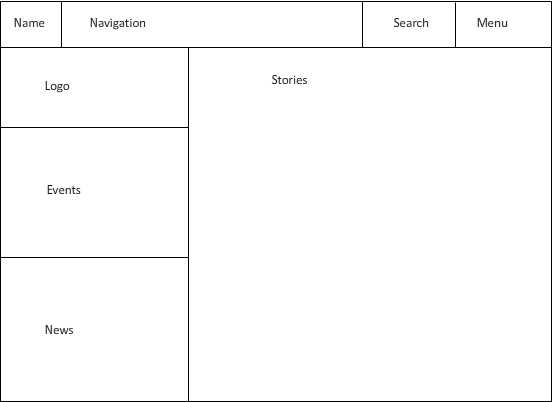 Name
Navigation
Search
Menu
Logo
Stories
Events
News